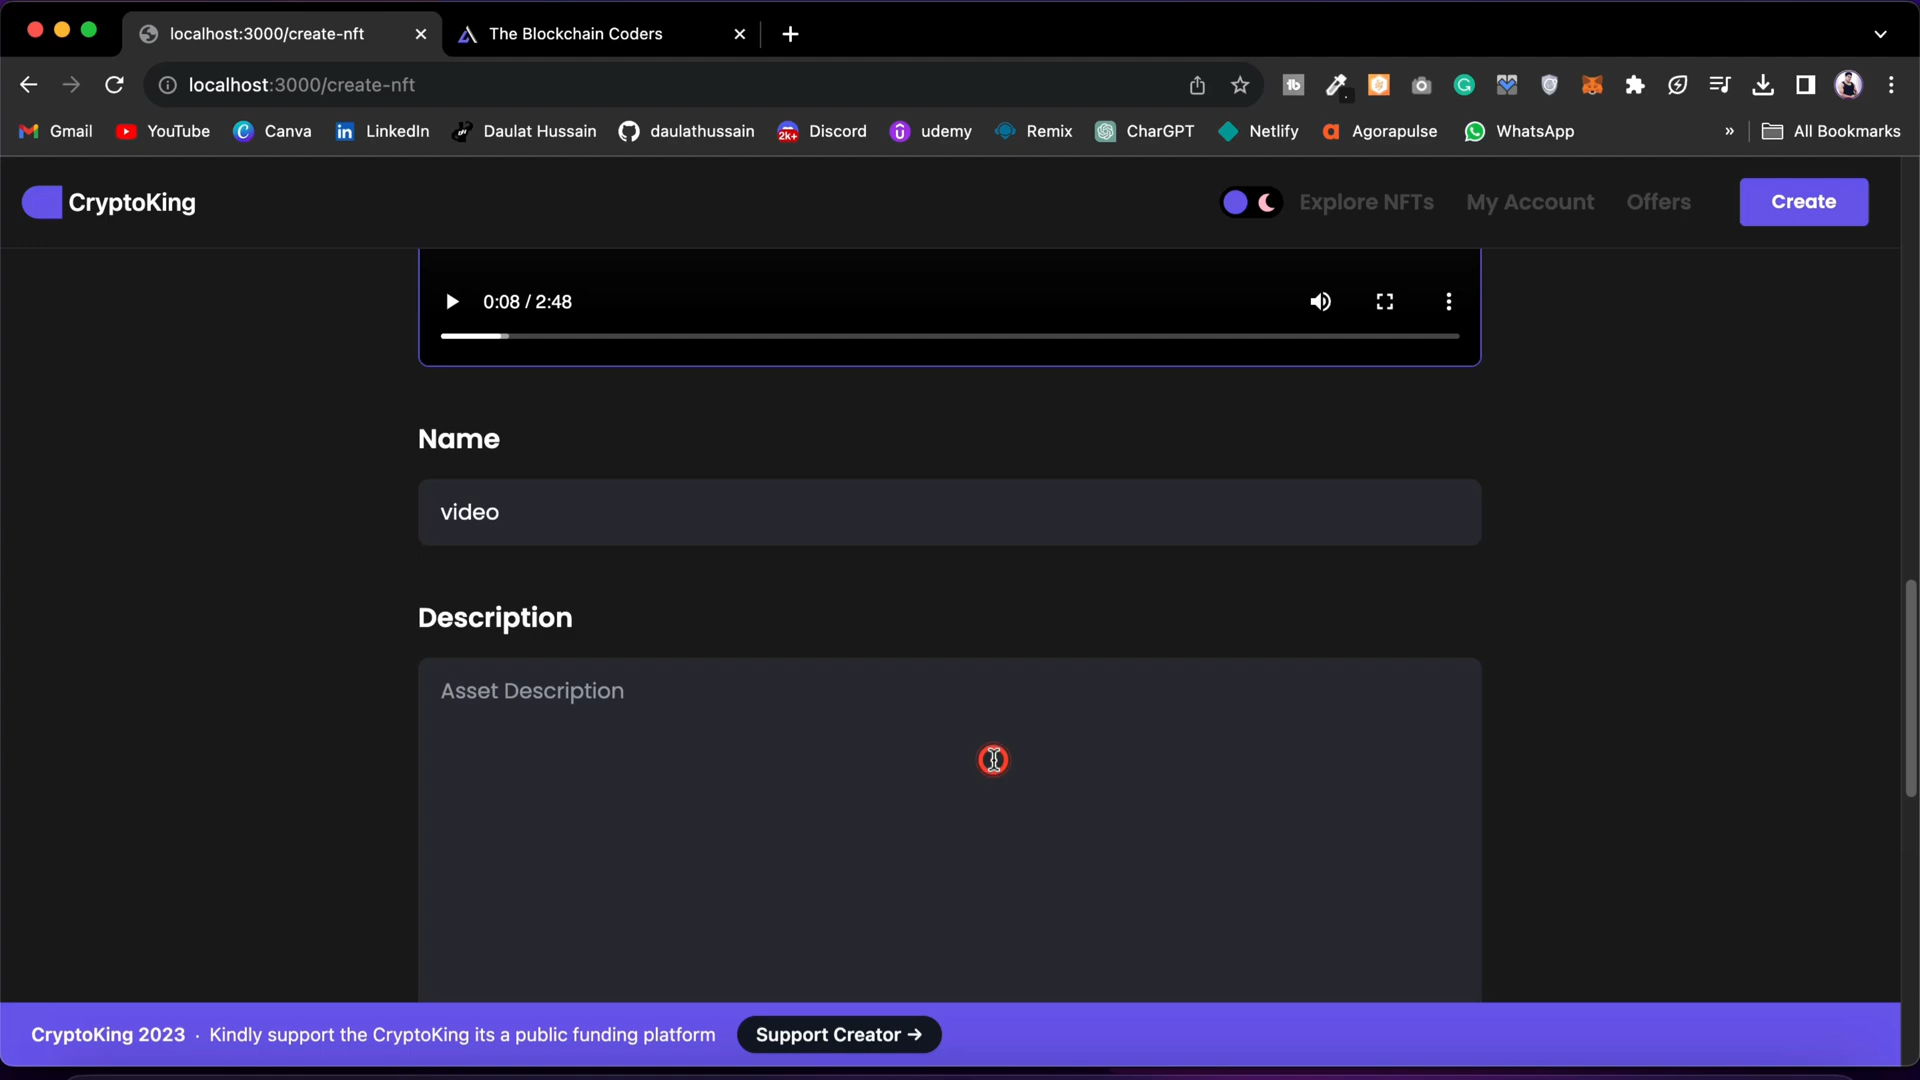 localhost:3000/create-nft
The Blockchain Coders
localhost:3000/create-nft
Gmail
YouTube
Canva
LinkedIn
Daulat Hussain
daulathussain
2k+
Discord
udemy
Remix
CharGPT
Netlify
Agorapulse
WhatsApp
»
All Bookmarks
CryptoKing
Explore NFTs
My Account
Offers
Create
0:08 / 2:48
Name
video
Description
Asset Description
CryptoKing 2023 · Kindly support the CryptoKing its a public funding platform
Support Creator →